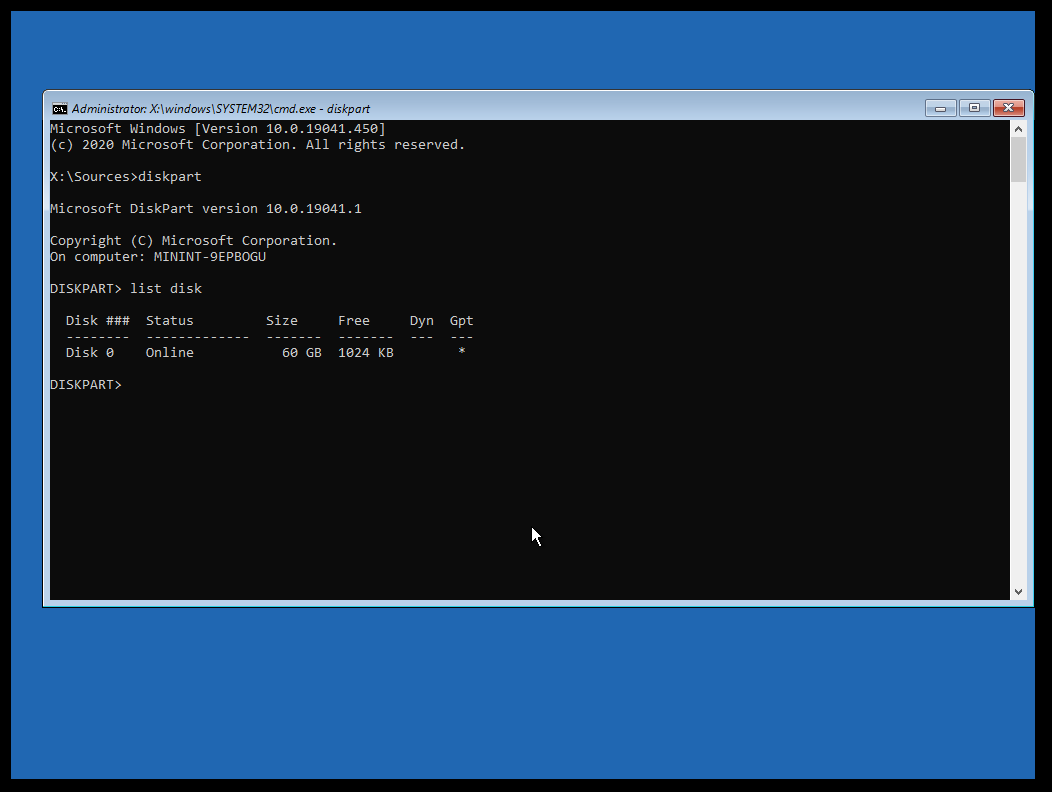 Administrator: X:\windows\SYSTEM32\cmd.exe - diskpart
Microsoft Windows [Version 10.0.19041.450]
(c) 2020 Microsoft Corporation. All rights reserved.
X:\Sources>diskpart
Microsoft DiskPart version 10.0.19041.1
Copyright (C) Microsoft Corporation.
On computer: MININT-9EPBOGU
DISKPART> list disk
  Disk ###  Status         Size     Free     Dyn  Gpt
  --------  -------------  -------  -------  ---  ---
  Disk 0    Online           60 GB  1024 KB        *
DISKPART>